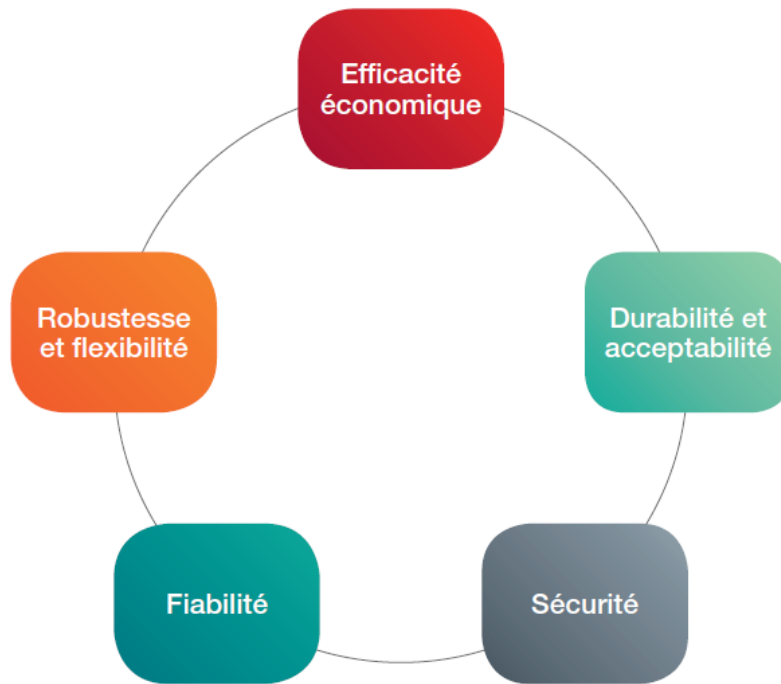 Efficacité
économique
Robustesse
et flexibilité
Durabilité et
acceptabilité
Fiabilité
Sécurité